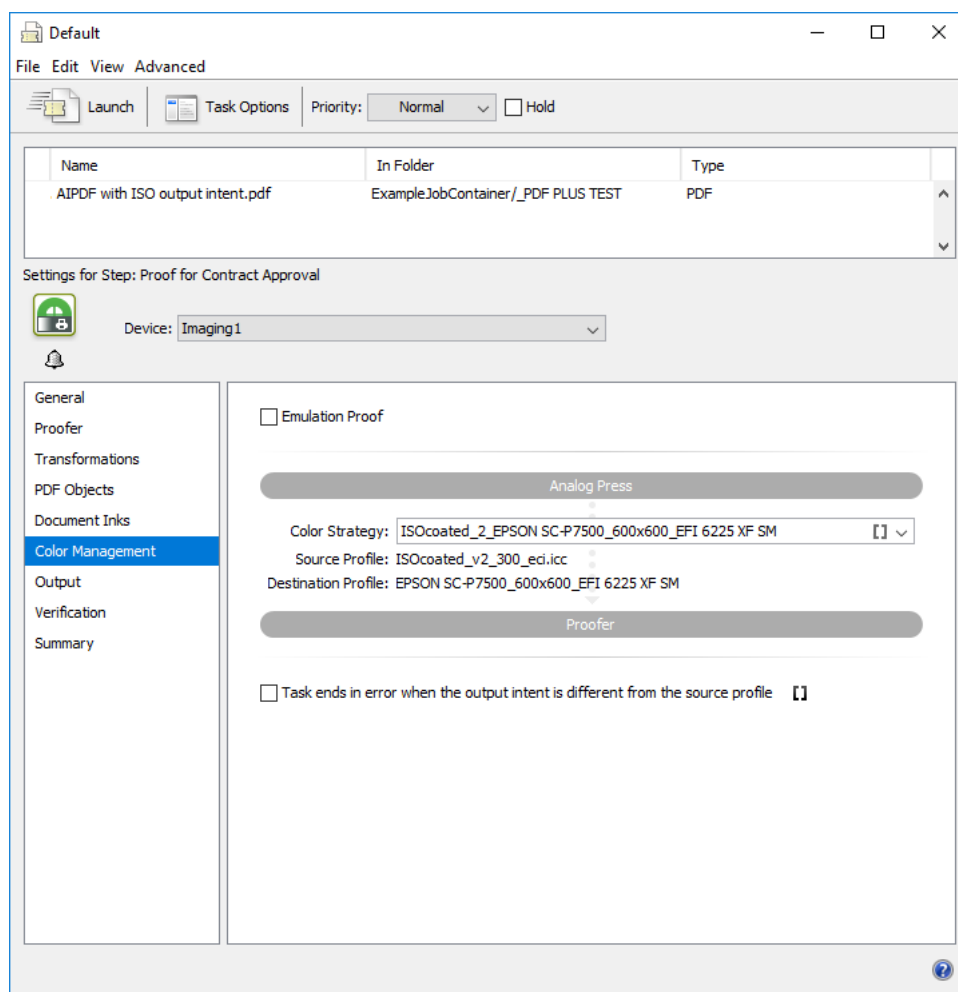 Default
File Edit View Advanced
Launch Task Options Priority: Normal Hold
Name In Folder Type
AIPDF with ISO output intent.pdf ExampleJobContainer/_PDF PLUS TEST PDF
Settings for Step: Proof for Contract Approval
Device: Imaging1
General
Proofer
Transformations
PDF Objects
Document Inks
Color Management
Output
Verification
Summary
Emulation Proof
Analog Press
Color Strategy: ISOcoated_2_EPSON SC-P7500_600x600_EFI 6225 XF SM []
Source Profile: ISOcoated_v2_300_eci.icc
Destination Profile: EPSON SC-P7500_600x600_EFI 6225 XF SM
Proofer
Task ends in error when the output intent is different from the source profile []
?